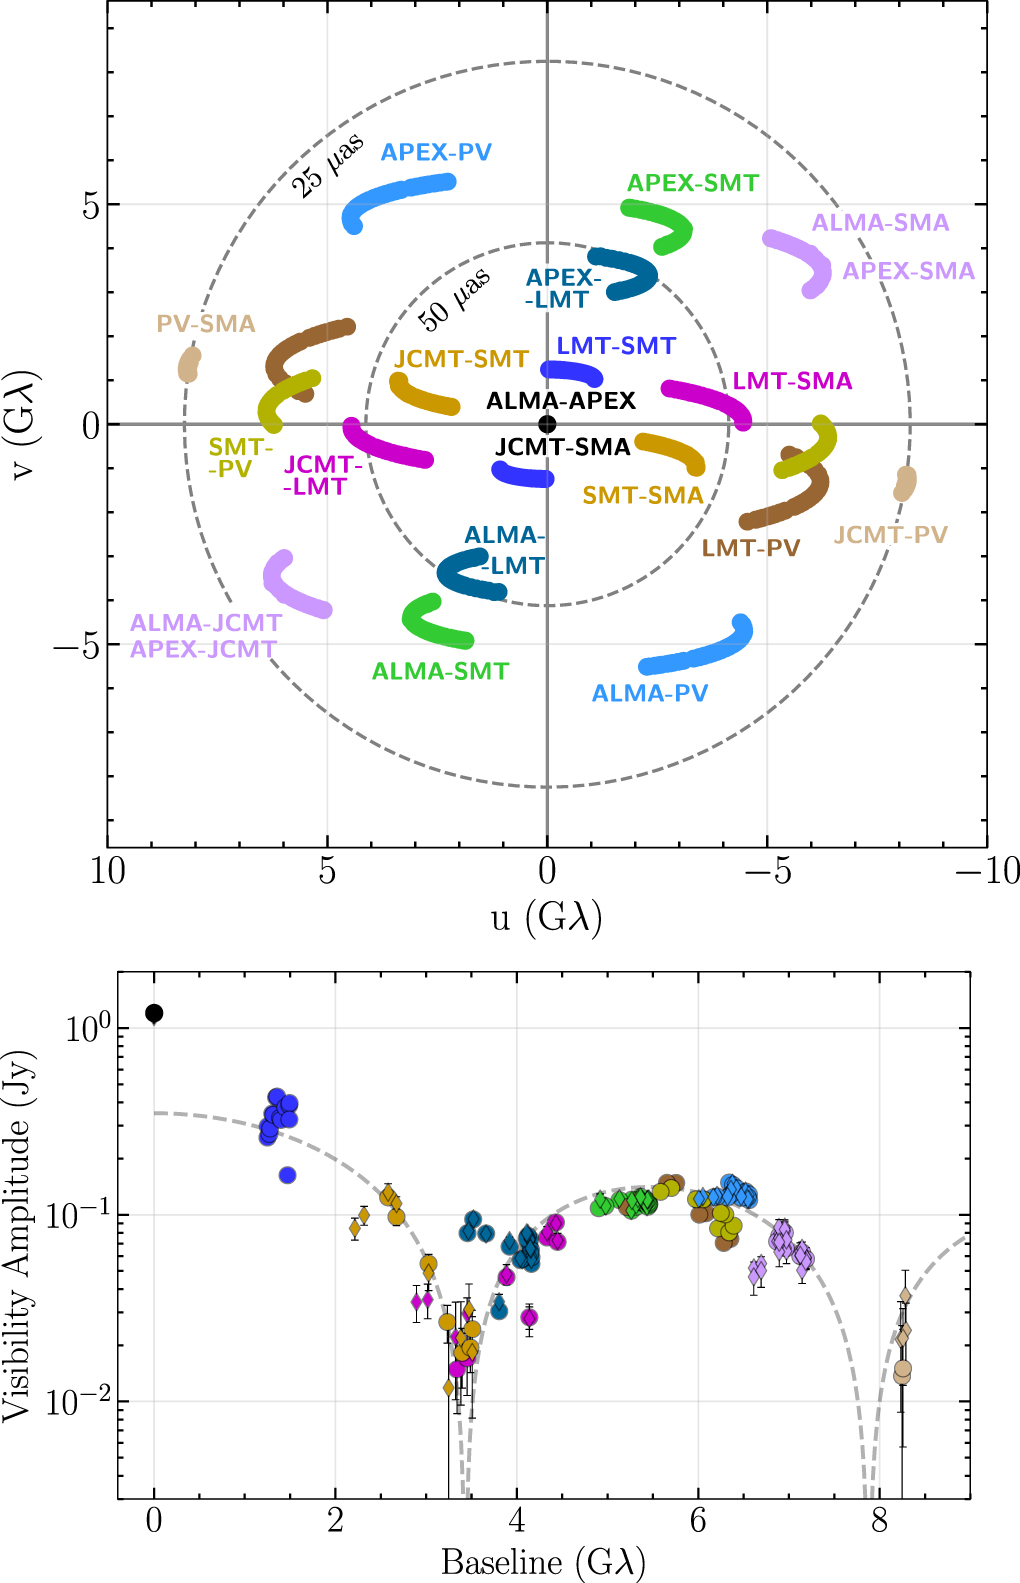 25 μas
APEX-PV
APEX-SMT
ALMA-SMA
APEX-SMA
APEX-
-LMT
50 μas
PV-SMA
JCMT-SMT
LMT-SMT
LMT-SMA
ALMA-APEX
JCMT-SMA
SMT-
-PV
JCMT-
-LMT
SMT-SMA
LMT-PV
JCMT-PV
ALMA-
-LMT
ALMA-JCMT
APEX-JCMT
ALMA-SMT
ALMA-PV
5
0
−5
v (Gλ)
10 5 0 −5 −10
u (Gλ)
10⁰
10⁻¹
10⁻²
Visibility Amplitude (Jy)
0 2 4 6 8
Baseline (Gλ)